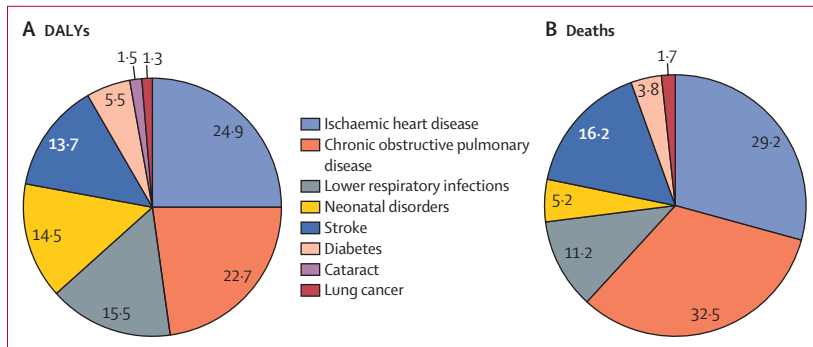 A DALYs
1·5
1·3
5·5
24·9
13·7
14·5
15·5
22·7
Ischaemic heart disease
Chronic obstructive pulmonary
disease
Lower respiratory infections
Neonatal disorders
Stroke
Diabetes
Cataract
Lung cancer
B Deaths
1·7
3·8
29·2
16·2
5·2
11·2
32·5